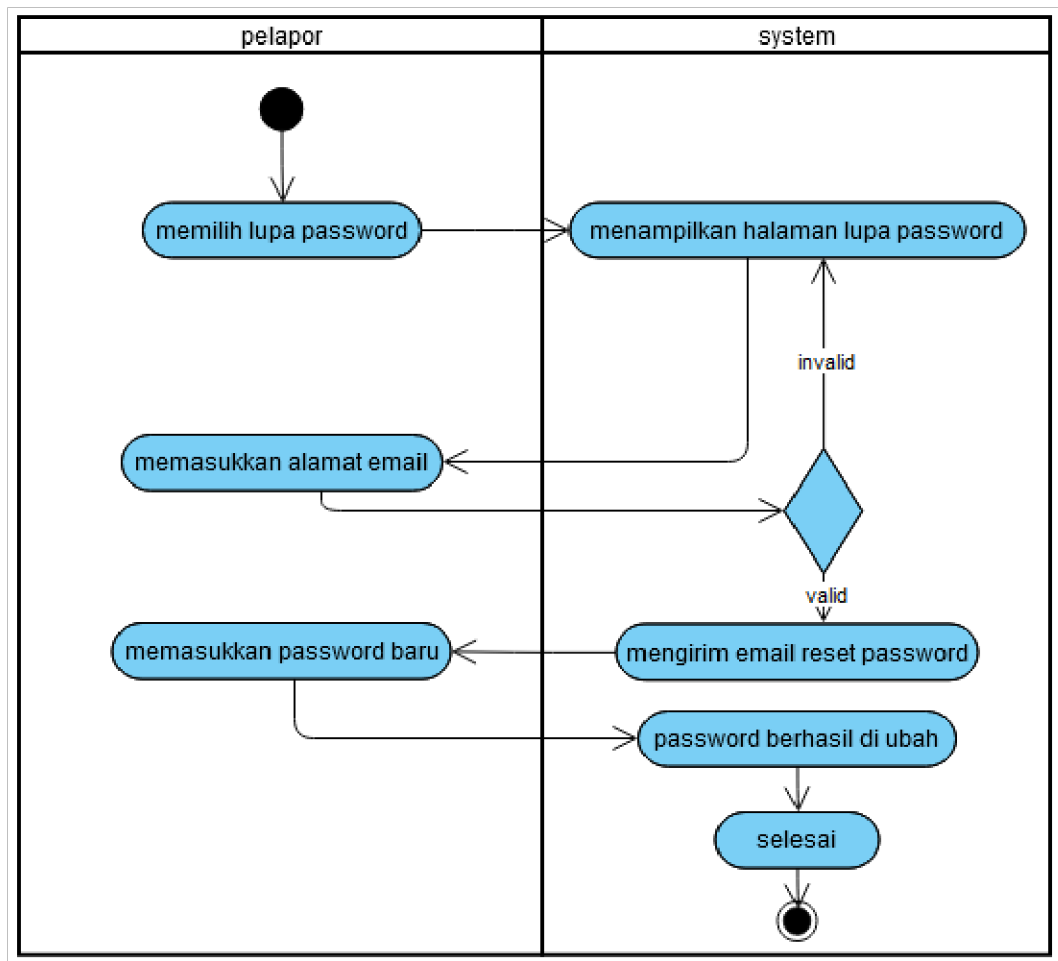 pelapor
system
memilih lupa password
menampilkan halaman lupa password
invalid
memasukkan alamat email
valid
memasukkan password baru
mengirim email reset password
password berhasil di ubah
selesai